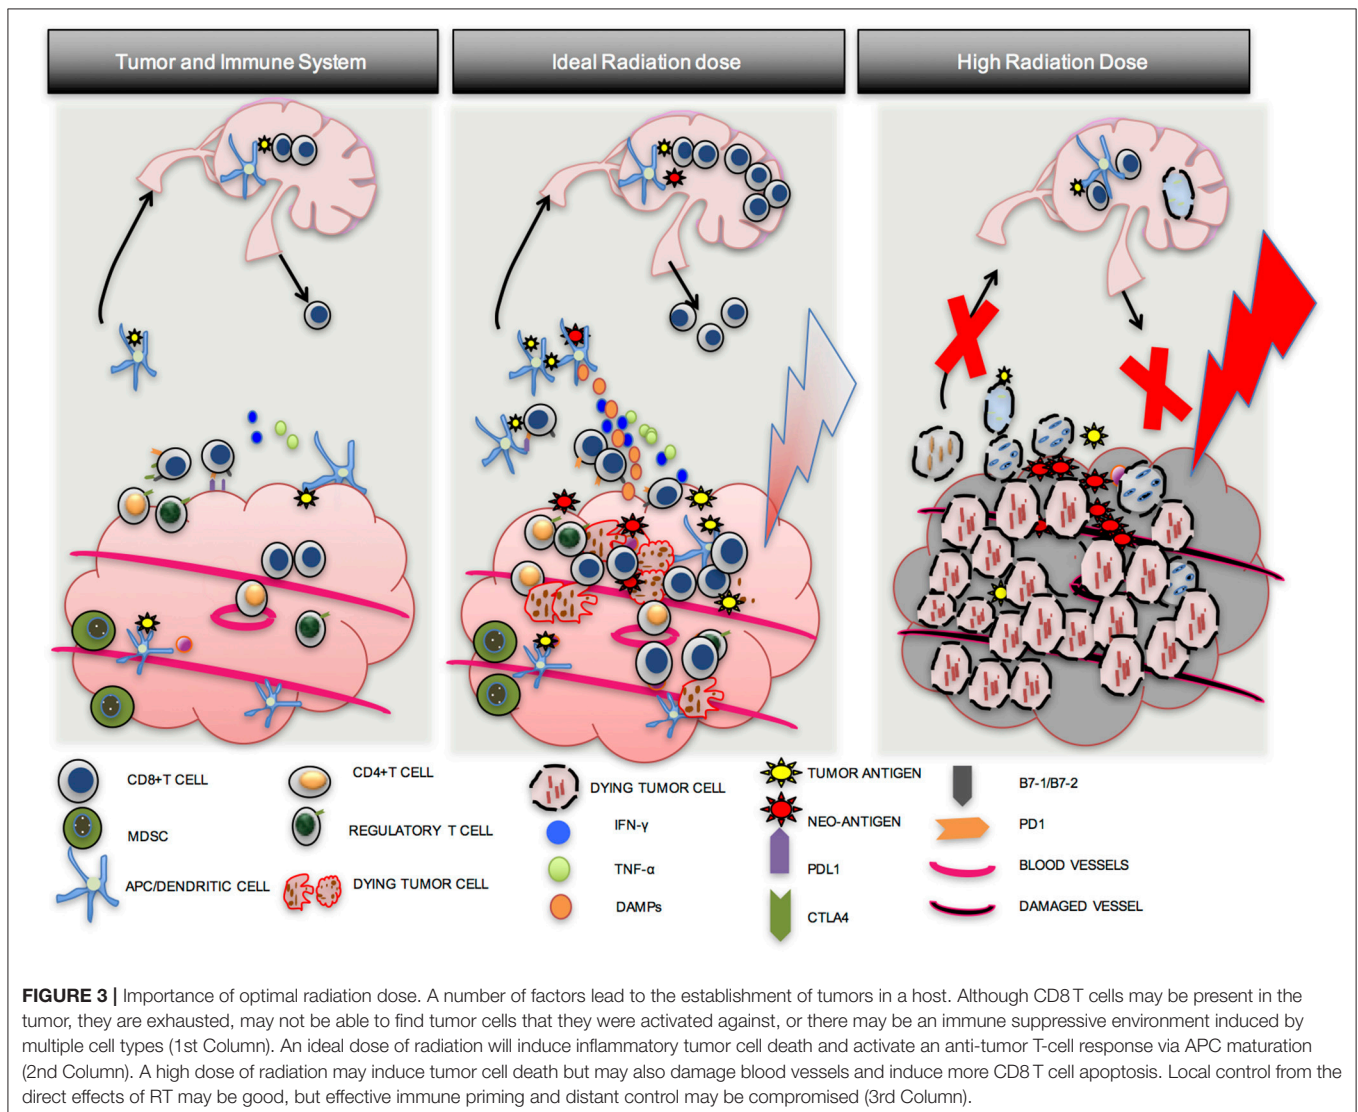 Tumor and Immune System
Ideal Radiation dose
High Radiation Dose
CD8+T CELL
CD4+T CELL
DYING TUMOR CELL
TUMOR ANTIGEN
B7-1/B7-2
MDSC
REGULATORY T CELL
IFN-γ
NEO-ANTIGEN
PD1
APC/DENDRITIC CELL
DYING TUMOR CELL
TNF-α
PDL1
BLOOD VESSELS
DAMPs
CTLA4
DAMAGED VESSEL
FIGURE 3 | Importance of optimal radiation dose. A number of factors lead to the establishment of tumors in a host. Although CD8 T cells may be present in the
tumor, they are exhausted, may not be able to find tumor cells that they were activated against, or there may be an immune suppressive environment induced by
multiple cell types (1st Column). An ideal dose of radiation will induce inflammatory tumor cell death and activate an anti-tumor T-cell response via APC maturation
(2nd Column). A high dose of radiation may induce tumor cell death but may also damage blood vessels and induce more CD8 T cell apoptosis. Local control from the
direct effects of RT may be good, but effective immune priming and distant control may be compromised (3rd Column).